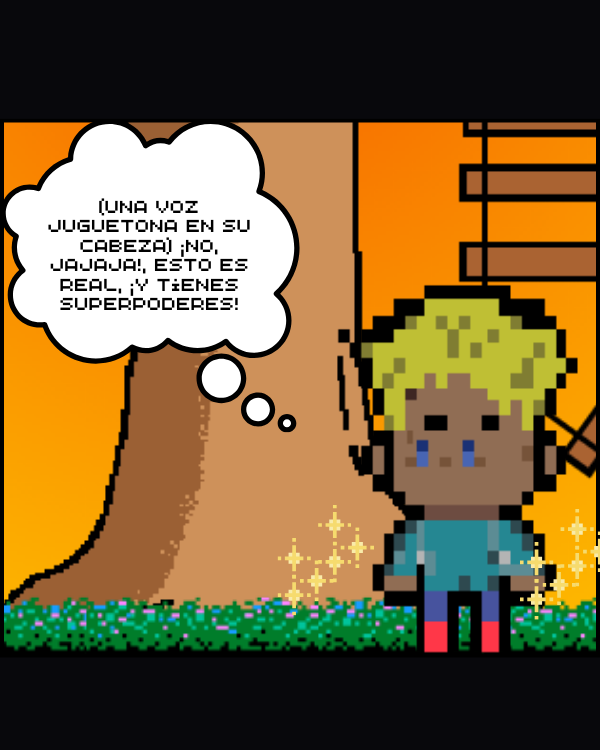 (UNA VOZ
JUGUETONA EN SU
CABEZA) ¡NO,
JAJAJA!, ESTO ES
REAL, ¡Y TIENES
SUPERPODERES!